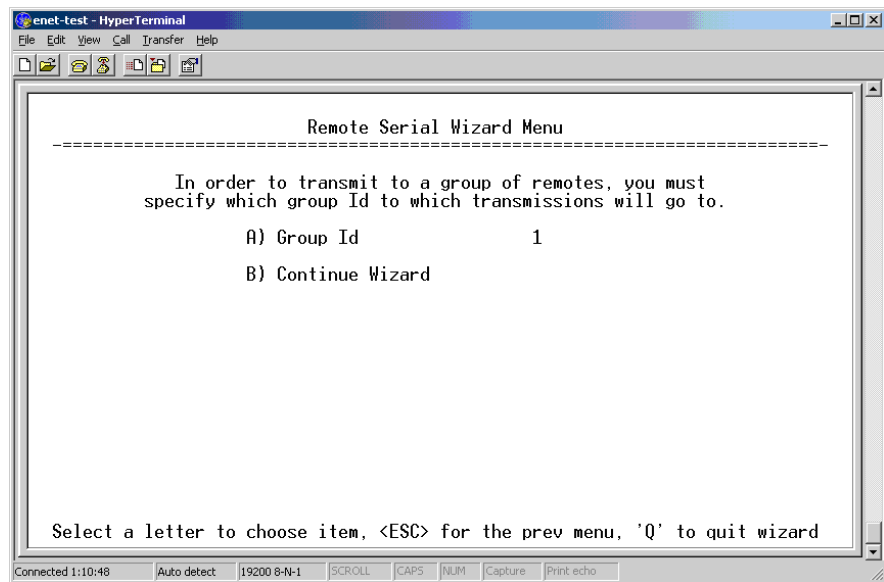 enet-test - HyperTerminal
File Edit View Call Transfer Help
Remote Serial Wizard Menu
-==========================================================================-
In order to transmit to a group of remotes, you must
specify which group Id to which transmissions will go to.
A) Group Id 1
B) Continue Wizard
Select a letter to choose item, <ESC> for the prev menu, 'Q' to quit wizard
Connected 1:10:48 Auto detect 19200 8-N-1 SCROLL CAPS NUM Capture Print echo